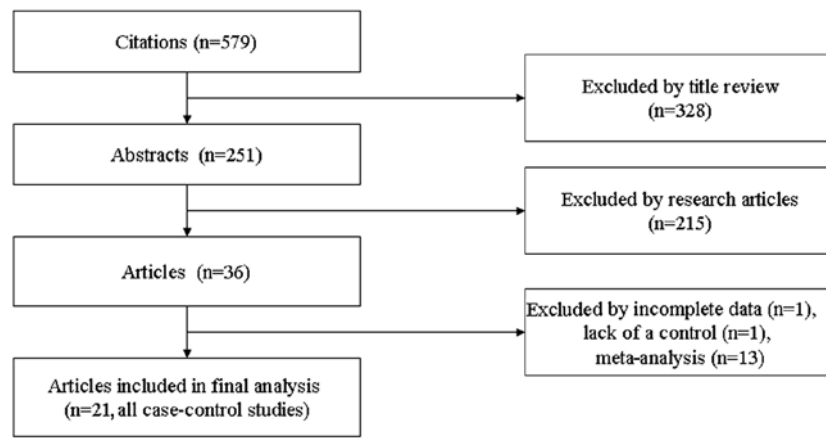 Citations (n=579)
Excluded by title review
(n=328)
Abstracts (n=251)
Excluded by research articles
(n=215)
Articles (n=36)
Excluded by incomplete data (n=1),
lack of a control (n=1),
meta-analysis (n=13)
Articles included in final analysis
(n=21, all case-control studies)